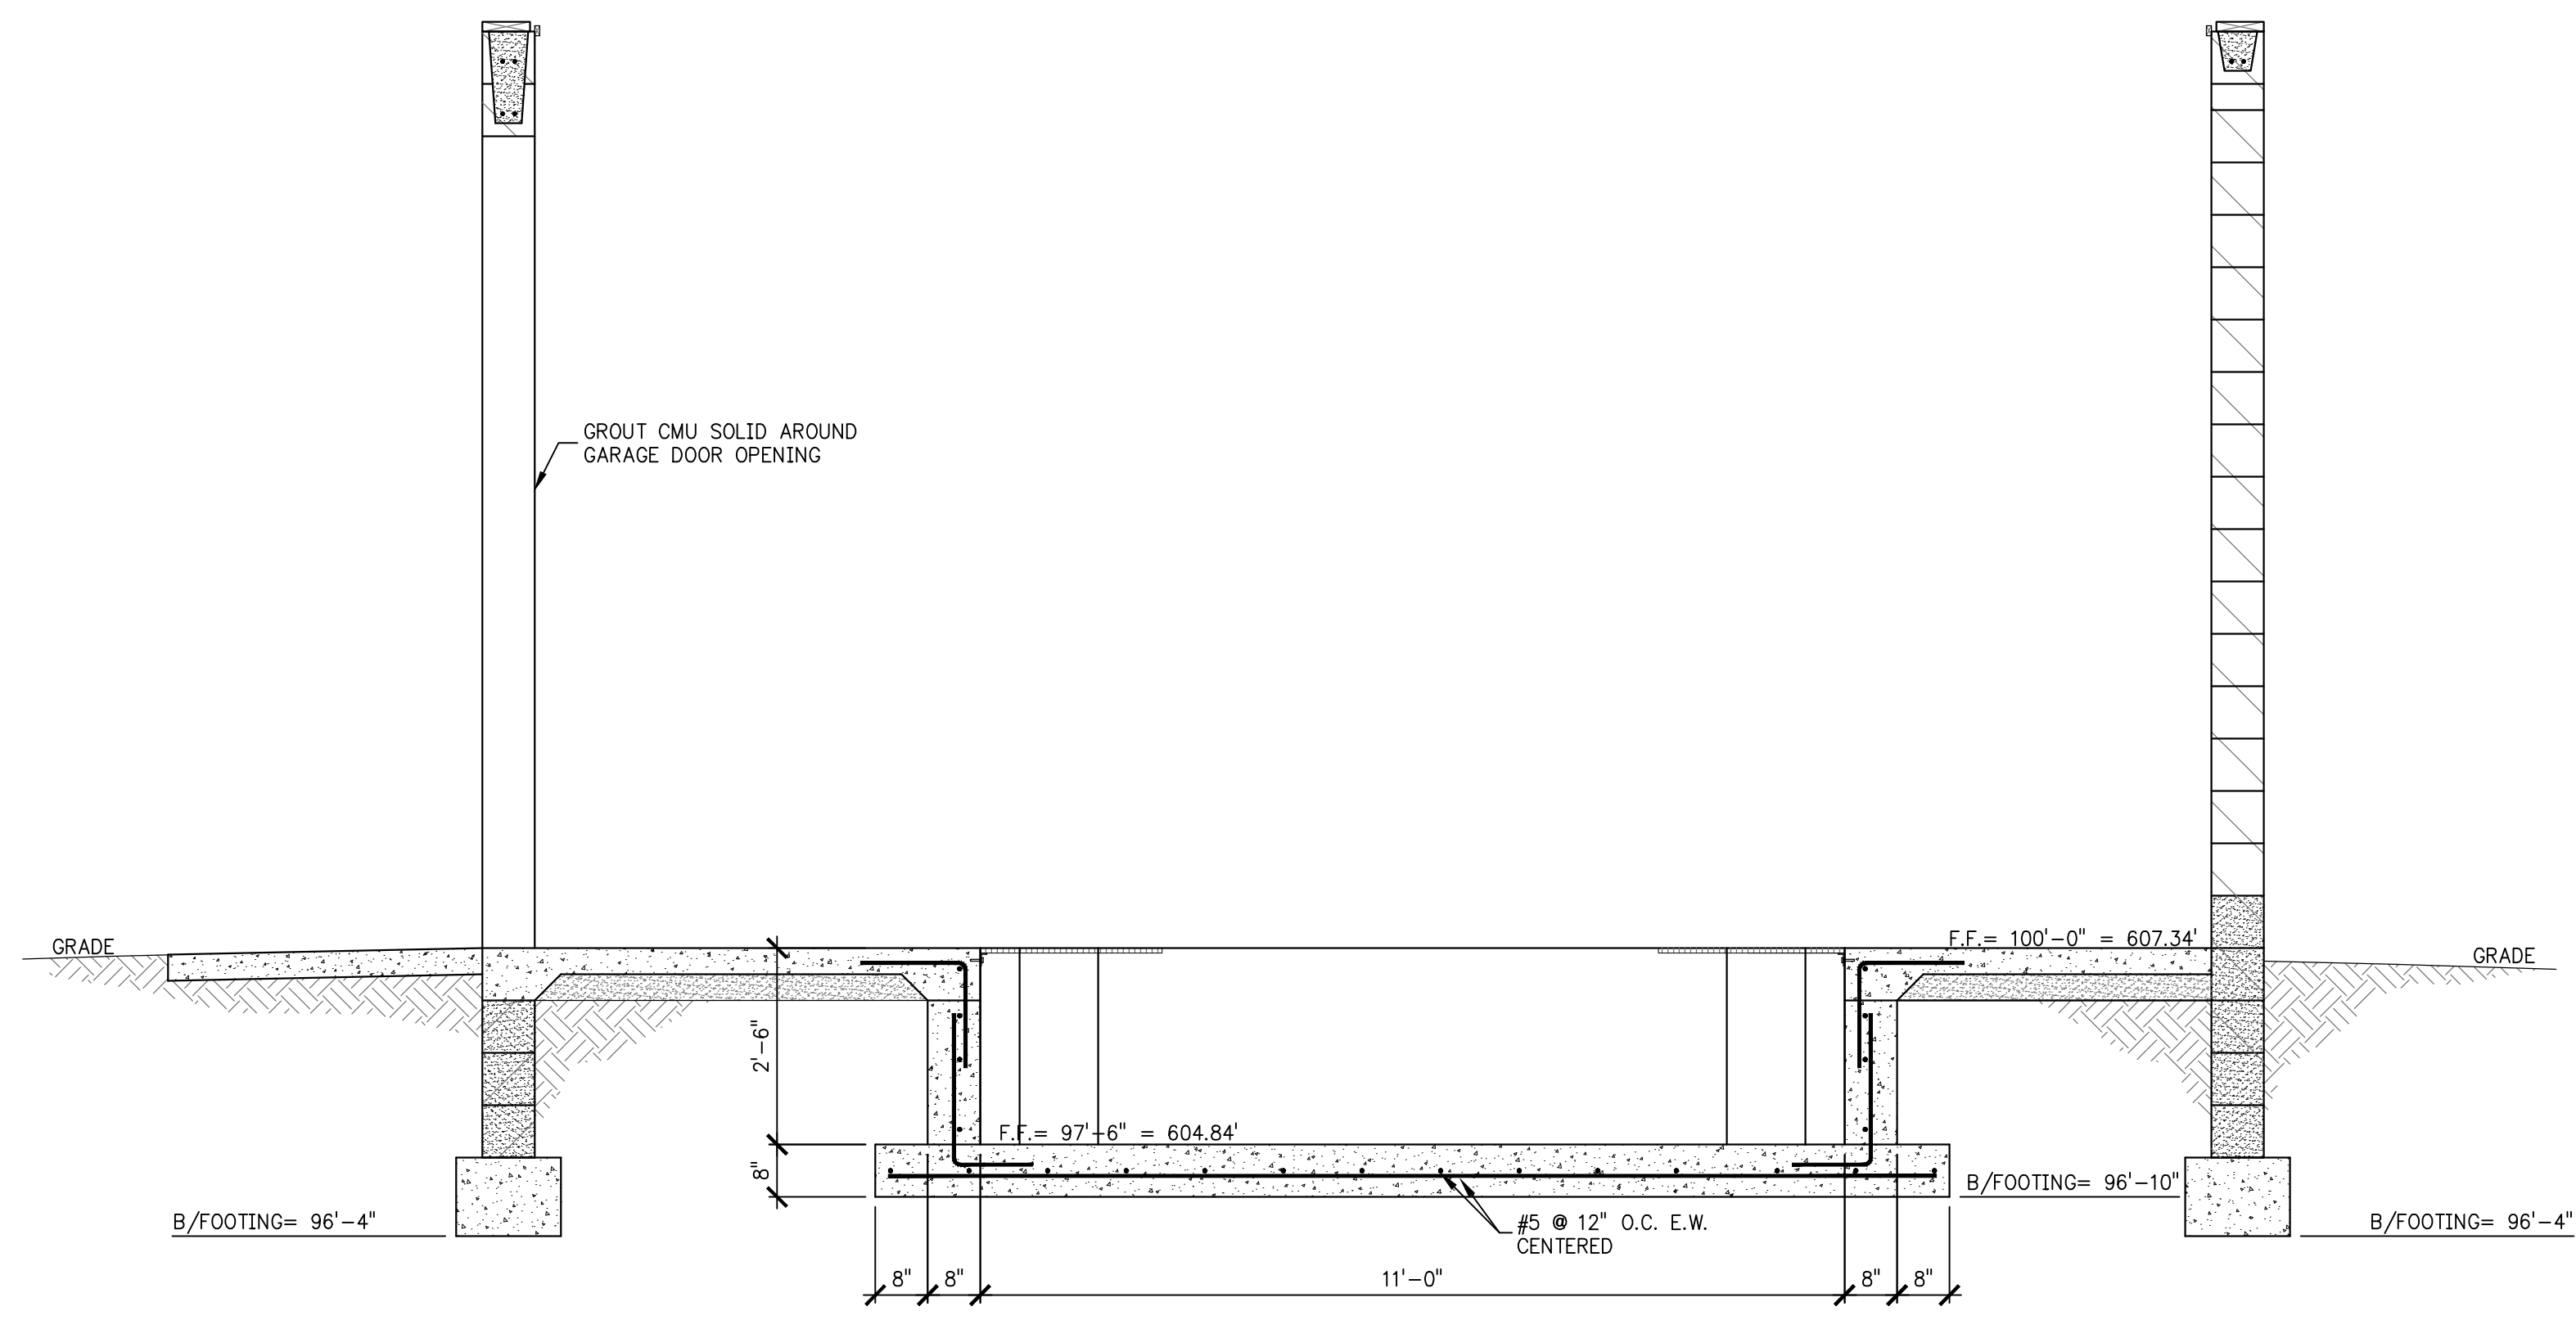 GROUT CMU SOLID AROUND
GARAGE DOOR OPENING
GRADE
F.F.= 100'-0" = 607.34'
GRADE
2'-6"
F.F.= 97'-6" = 604.84'
8"
B/FOOTING= 96'-10"
B/FOOTING= 96'-4"
#5 @ 12" O.C. E.W.
CENTERED
B/FOOTING= 96'-4"
8" 8" 11'-0" 8" 8"